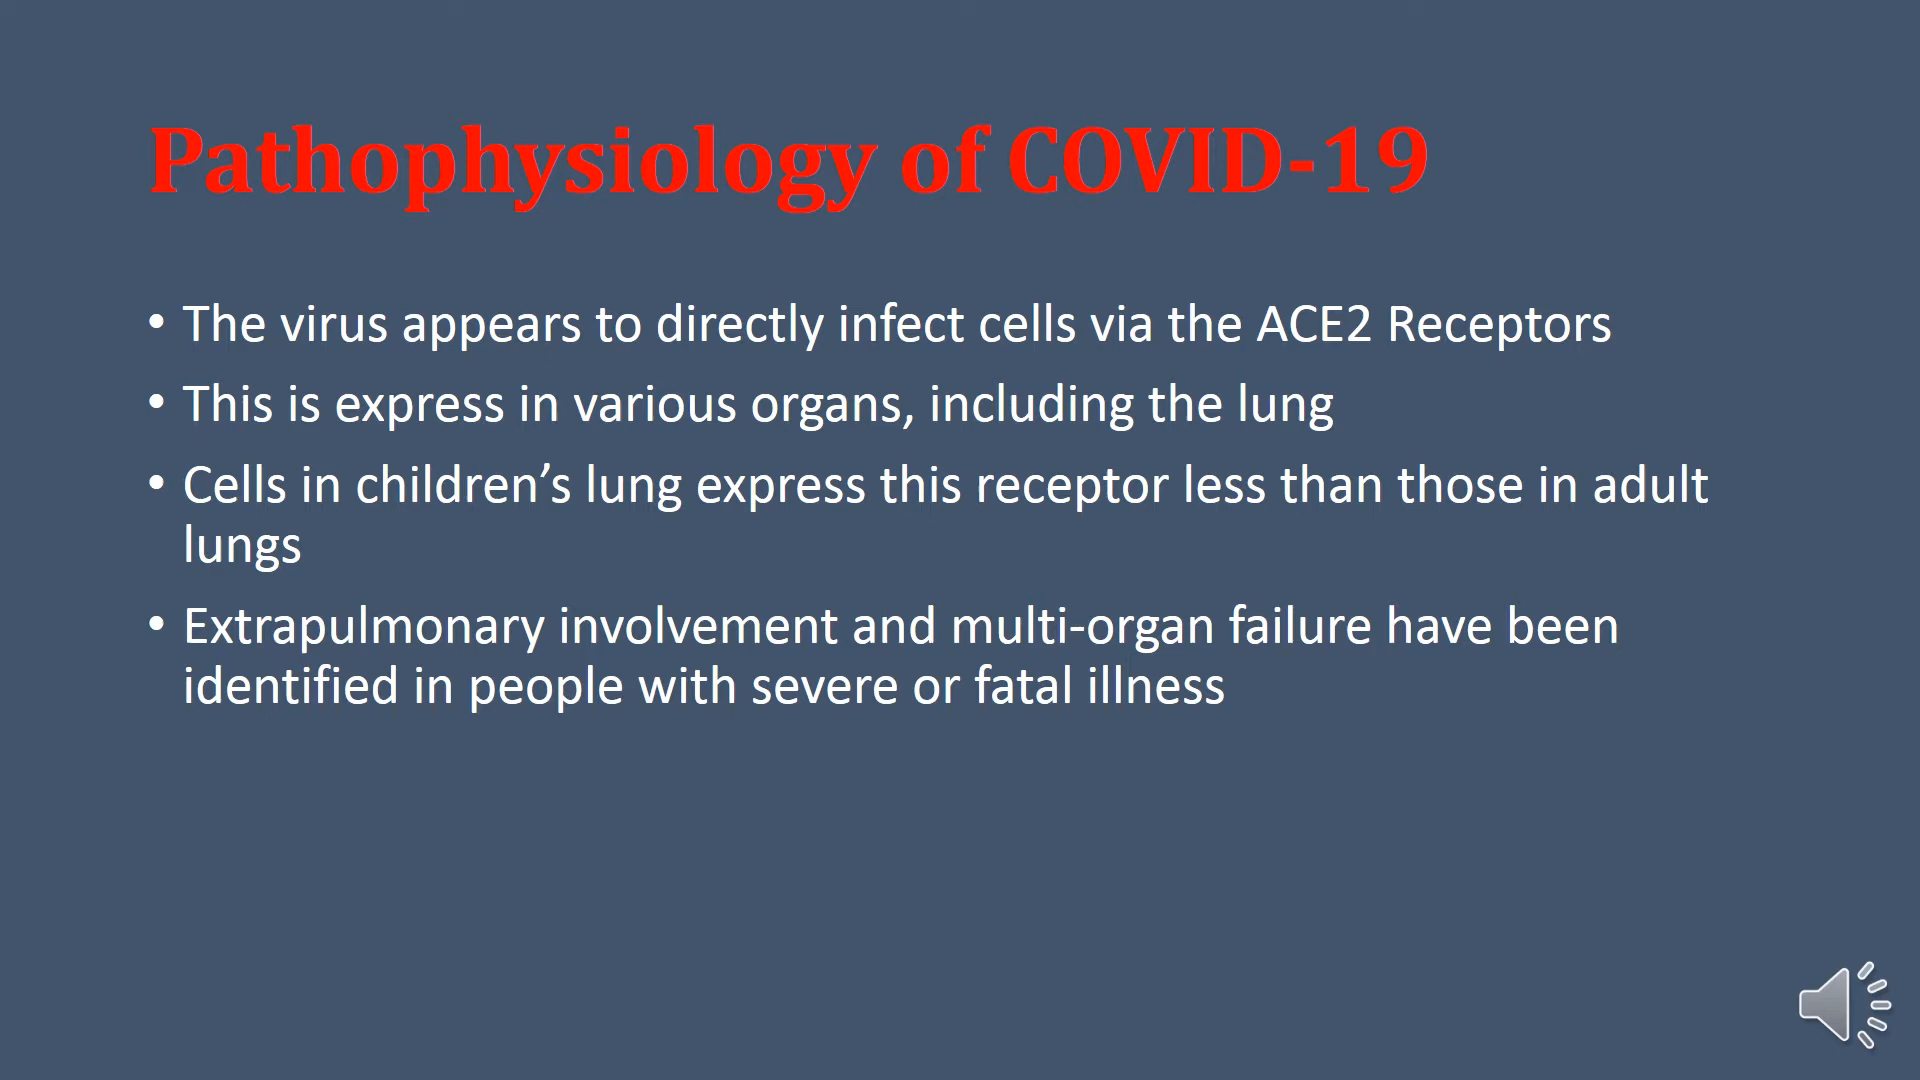 Pathophysiology of COVID-19
• The virus appears to directly infect cells via the ACE2 Receptors
• This is express in various organs, including the lung
• Cells in children’s lung express this receptor less than those in adult
lungs
• Extrapulmonary involvement and multi-organ failure have been
identified in people with severe or fatal illness